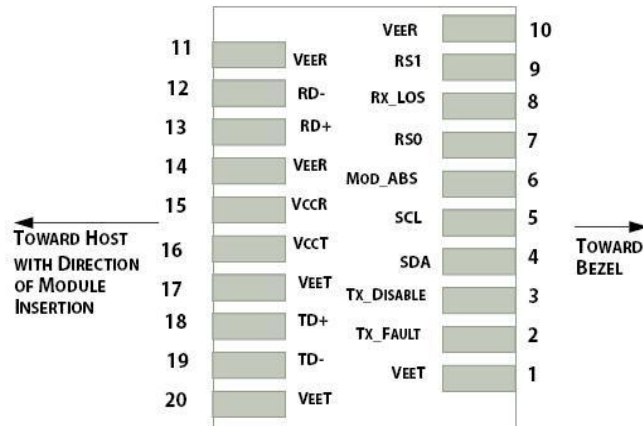 11 VEER
12 RD-
13 RD+
14 VEER
15 VCCR
16 VCCT
17 VEET
18 TD+
19 TD-
20 VEET
VEER 10
RS1 9
RX_LOS 8
RS0 7
MOD_ABS 6
SCL 5
SDA 4
TX_DISABLE 3
TX_FAULT 2
VEET 1
TOWARD HOST
WITH DIRECTION
OF MODULE
INSERTION
TOWARD
BEZEL